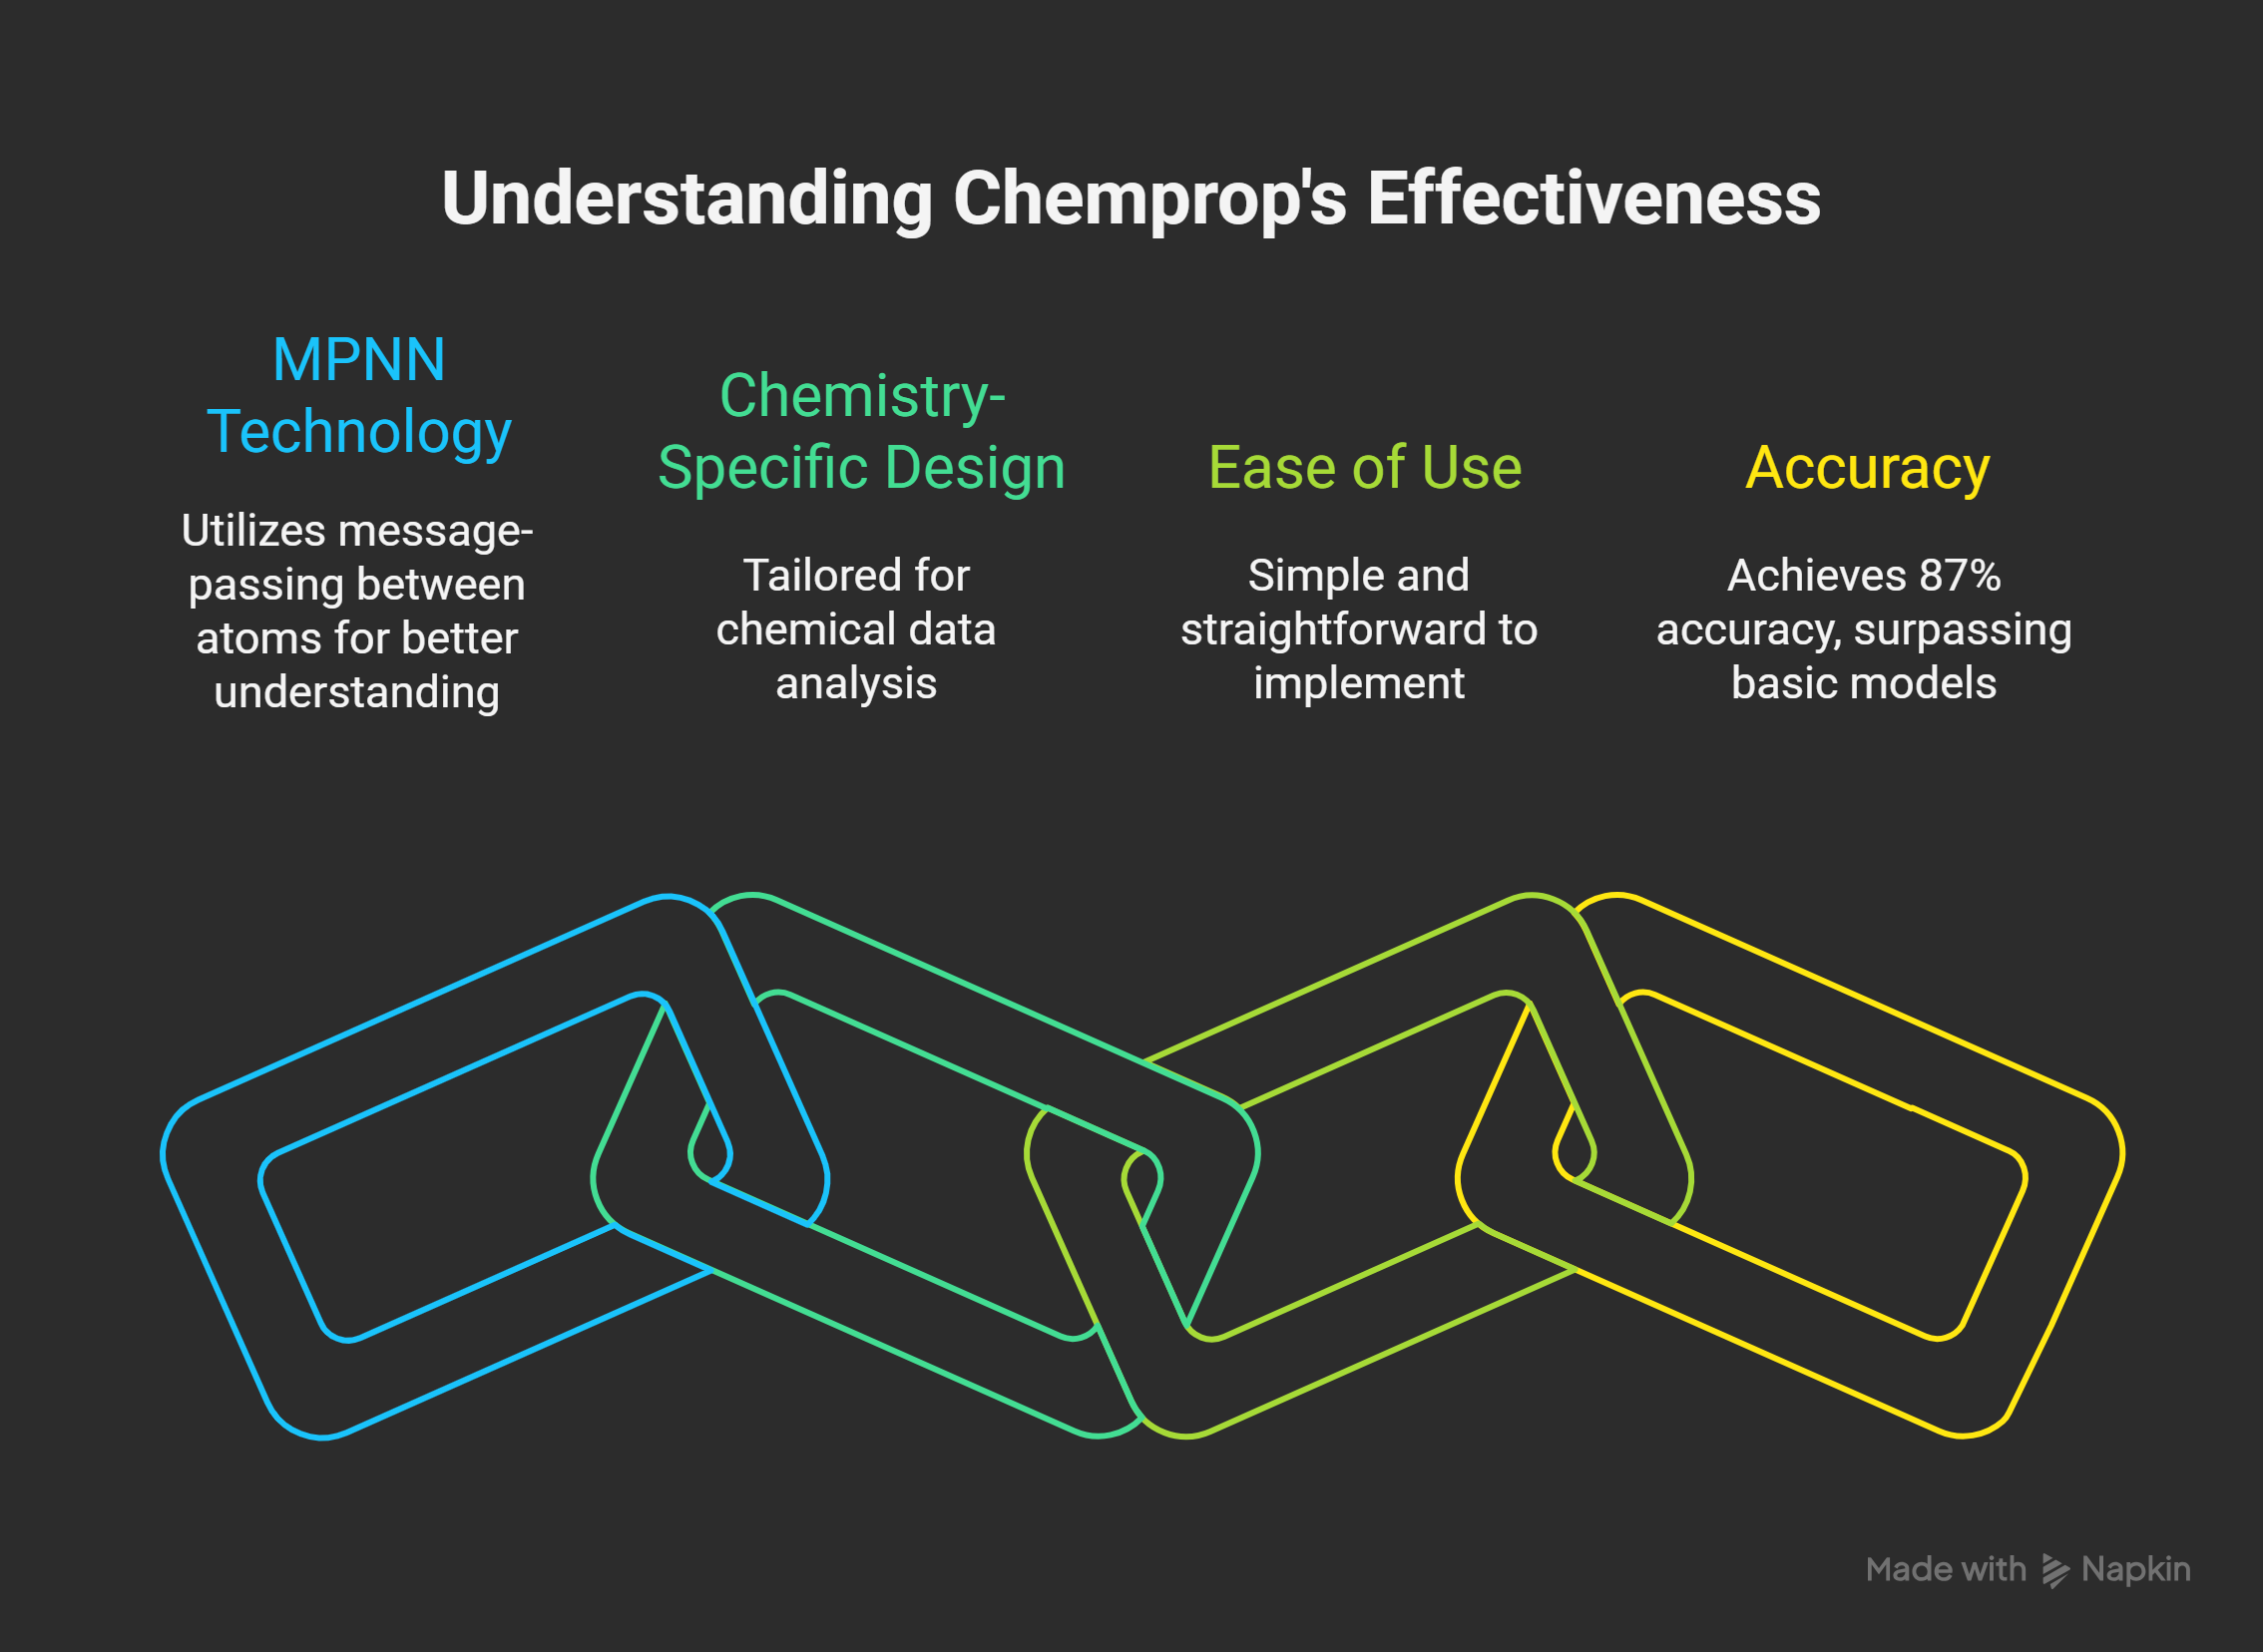 Understanding Chemprop's Effectiveness
MPNN
Technology
Utilizes message-
passing between
atoms for better
understanding
Chemistry-
Specific Design
Tailored for
chemical data
analysis
Ease of Use
Simple and
straightforward to
implement
Accuracy
Achieves 87%
accuracy, surpassing
basic models
Made with Napkin